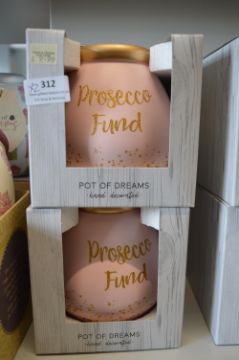 312
Prosecco
Fund
POT OF DREAMS
hand decorated
Prosecco
Fund
POT OF DREAMS
hand decorated